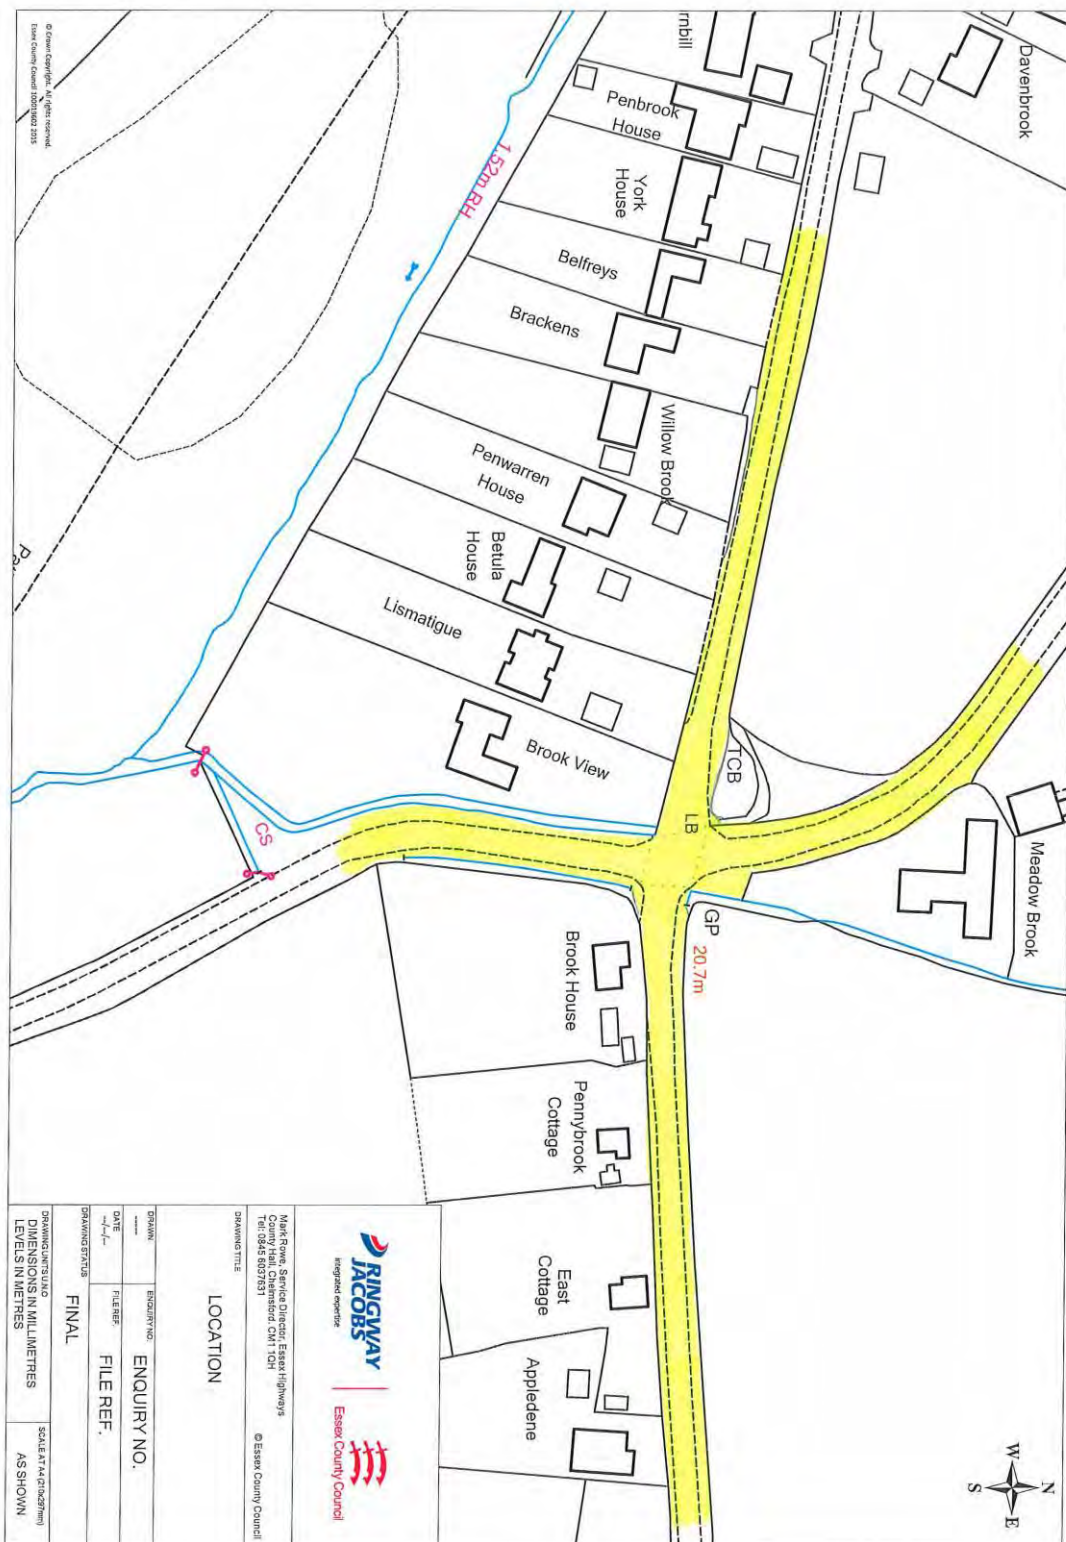 Davenbrook
rnbill
Penbrook
House
York
House
Belfreys
Brackens
Willow Brook
Penwarren
House
Betula
House
Lismatigue
Brook View
1.52m RH
Pa
CS
TCB
LB
GP
20.7m
Meadow Brook
Brook House
Pennybrook
Cottage
East
Cottage
Appledene
N
W
E
S
© Crown Copyright. All rights reserved.
Essex County Council 100019602 2015
RINGWAY
JACOBS
integrated expertise
Essex County Council
Mark Rowe, Service Director, Essex Highways
County Hall, Chelmsford, CM1 1QH
Tel: 0845 6037631
© Essex County Council
DRAWING TITLE
LOCATION
DRAWN
-----
ENQUIRY NO.
ENQUIRY NO.
DATE
--/--/--
FILE REF.
FILE REF.
DRAWING STATUS
FINAL
DRAWING UNITS U.N.O
DIMENSIONS IN MILLIMETRES
LEVELS IN METRES
SCALE AT A4 (210x297mm)
AS SHOWN